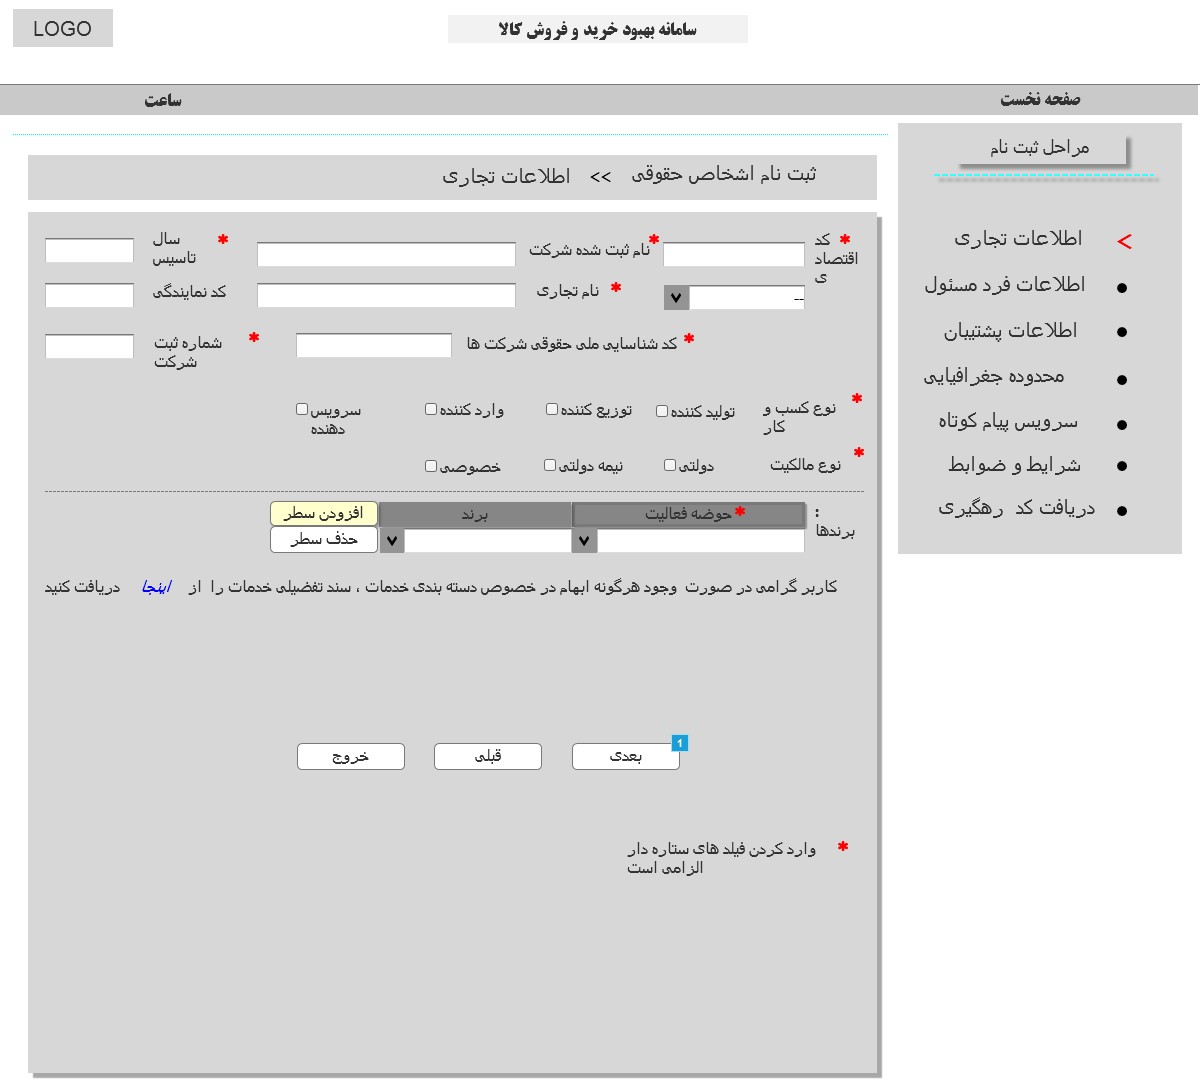 LOGO
سامانه بهبود خرید و فروش کالا
صفحه نخست
ساعت
مراحل ثبت نام
< اطلاعات تجاری
● اطلاعات فرد مسئول
● اطلاعات پشتیبان
● محدوده جغرافیایی
● سرویس پیام کوتاه
● شرایط و ضوابط
● دریافت کد رهگیری
ثبت نام اشخاص حقوقی >> اطلاعات تجاری
* کد
اقتصاد
ی
* نام ثبت شده شرکت
* سال
تاسیس
--
* نام تجاری
کد نمایندگی
* کد شناسایی ملی حقوقی شرکت ها
* شماره ثبت
شرکت
* نوع کسب و
کار
تولید کننده
توزیع کننده
وارد کننده
سرویس
دهنده
* نوع مالکیت
دولتی
نیمه دولتی
خصوصی
:
برندها
* حوضه فعالیت
برند
افزودن سطر
حذف سطر
کاربر گرامی در صورت وجود هرگونه ابهام در خصوص دسته بندی خدمات ، سند تفضیلی خدمات را از اینجا دریافت کنید
1
بعدی
قبلی
خروج
* وارد کردن فیلد های ستاره دار
الزامی است